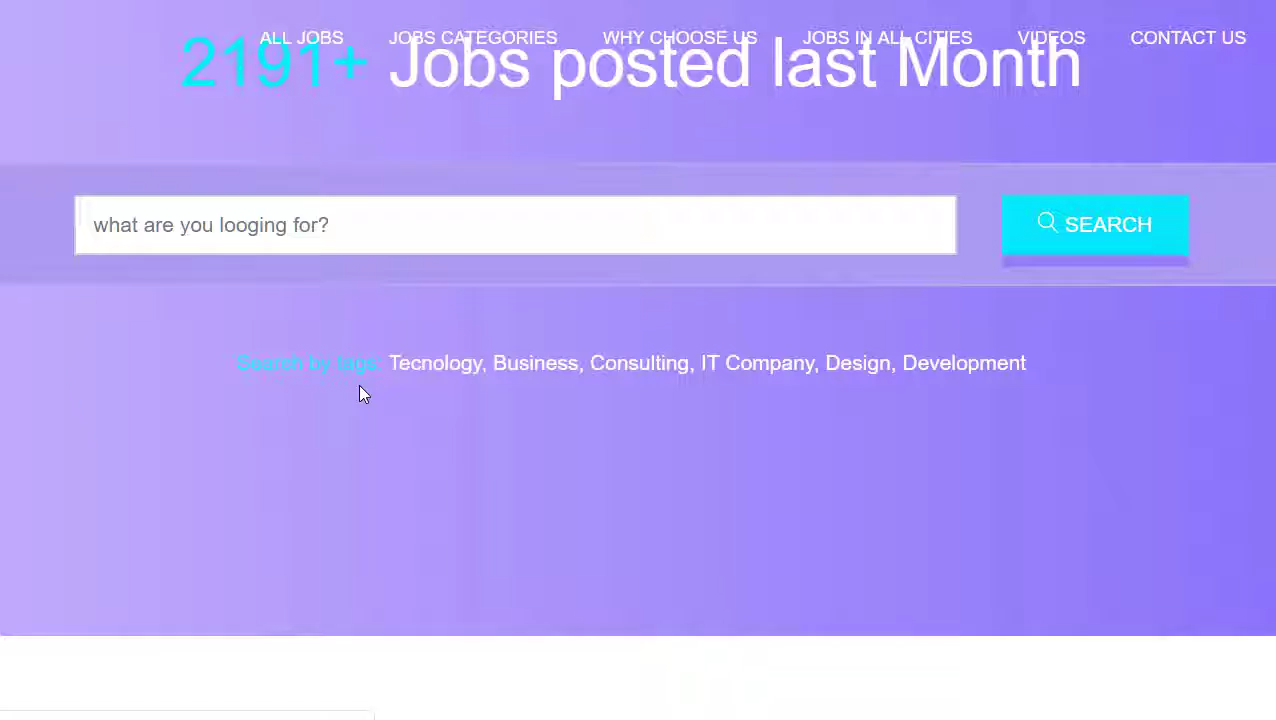 ALL JOBS JOBS CATEGORIES WHY CHOOSE US JOBS IN ALL CITIES VIDEOS CONTACT US
2191+ Jobs posted last Month
what are you looging for?
SEARCH
Search by tags: Tecnology, Business, Consulting, IT Company, Design, Development